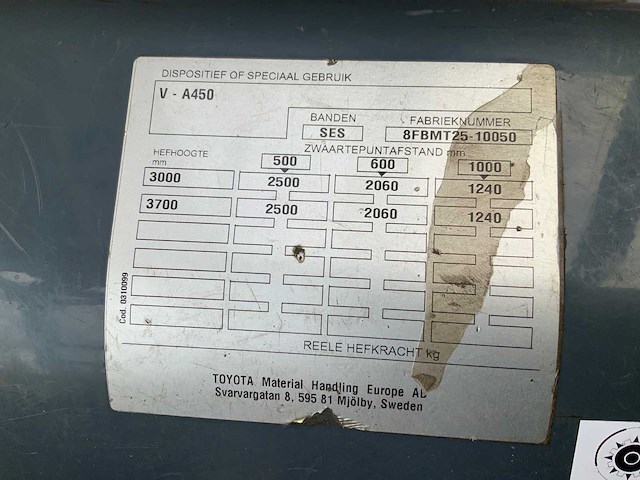 DISPOSITIEF OF SPECIAAL GEBRUIK
V - A450
BANDEN FABRIEKNUMMER
SES 8FBMT25-10050
HEFHOOGTE mm ZWAARTEPUNTAFSTAND mm
500 600 1000
3000 2500 2060 1240
3700 2500 2060 1240
Cod. 0310099
REELE HEFKRACHT kg
TOYOTA Material Handling Europe AB
Svarvargatan 8, 595 81 Mjölby, Sweden